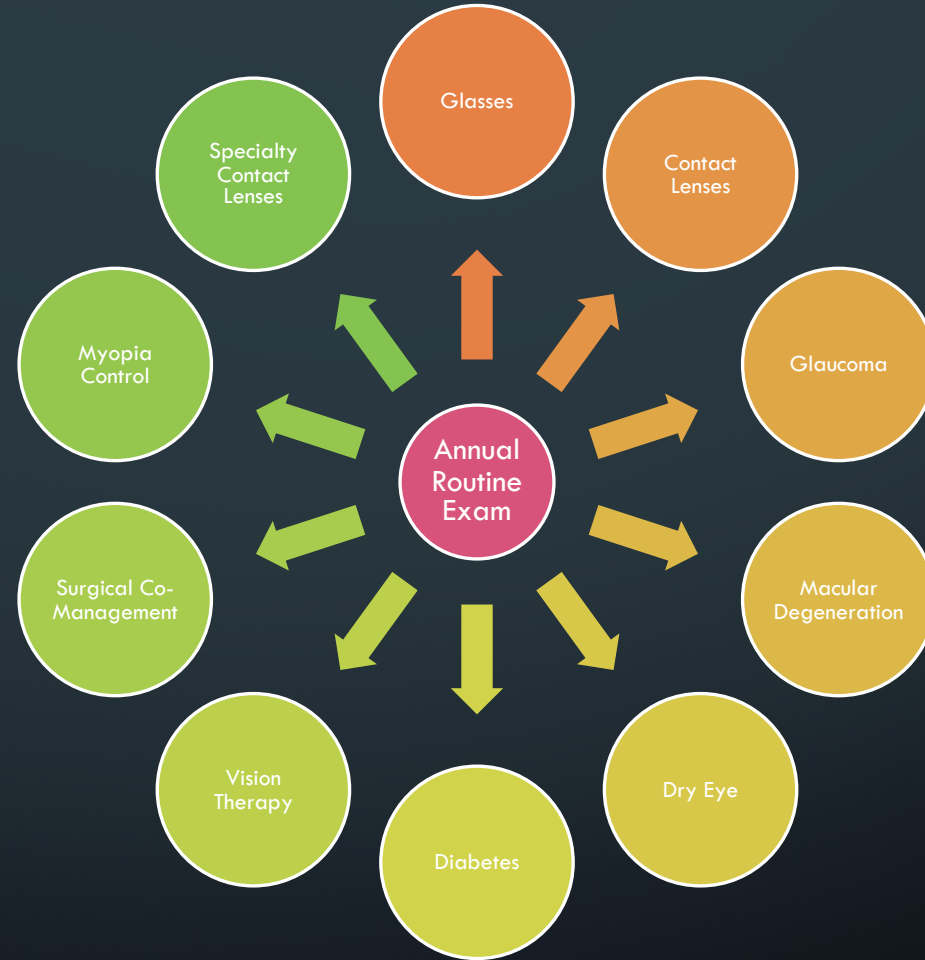 Glasses
Contact
Lenses
Glaucoma
Macular
Degeneration
Dry Eye
Diabetes
Vision
Therapy
Surgical Co-
Management
Myopia
Control
Specialty
Contact
Lenses
Annual
Routine
Exam